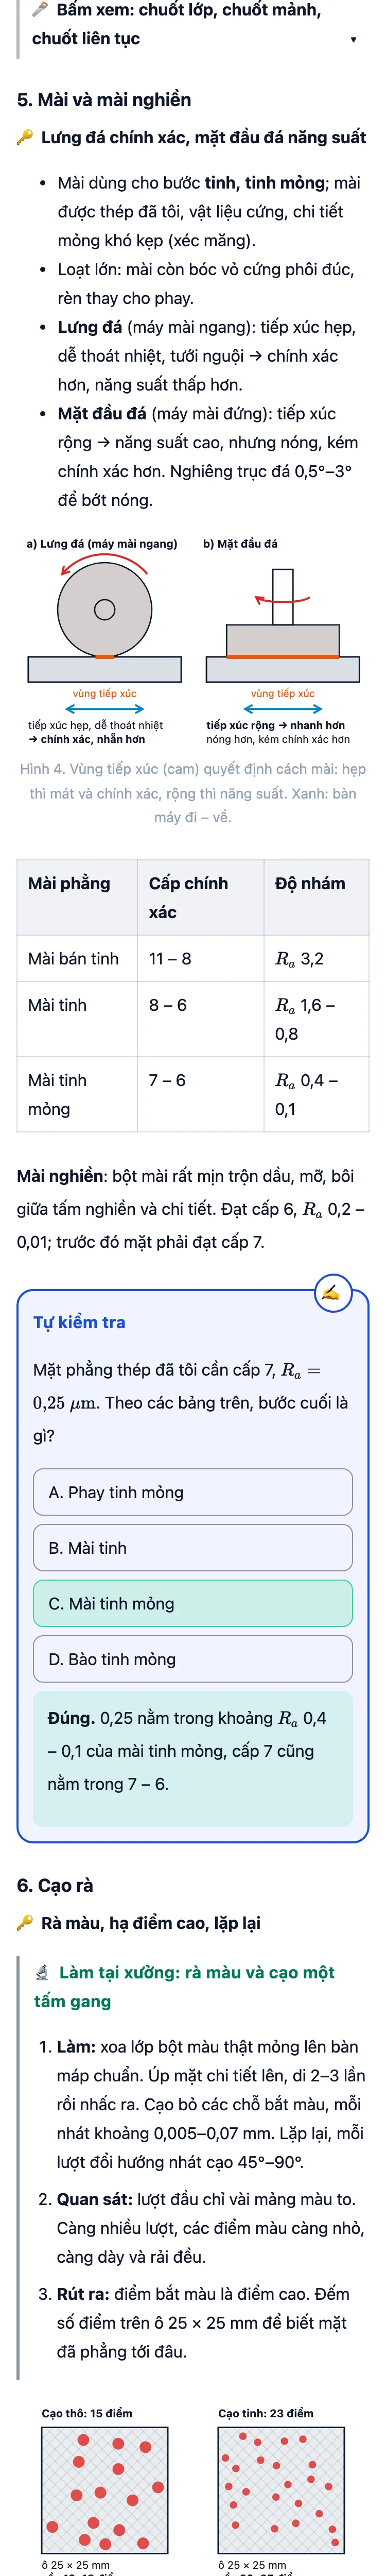 Bấm xem: chuốt lớp, chuốt mảnh,
chuốt liên tục
5. Mài và mài nghiền
Lưng đá chính xác, mặt đầu đá năng suất
• Mài dùng cho bước tinh, tinh mỏng; mài
được thép đã tôi, vật liệu cứng, chi tiết
mỏng khó kẹp (xéc măng).
• Loạt lớn: mài còn bóc vỏ cứng phôi đúc,
rèn thay cho phay.
• Lưng đá (máy mài ngang): tiếp xúc hẹp,
dễ thoát nhiệt, tưới nguội → chính xác
hơn, năng suất thấp hơn.
• Mặt đầu đá (máy mài đứng): tiếp xúc
rộng → năng suất cao, nhưng nóng, kém
chính xác hơn. Nghiêng trục đá 0,5°–3°
để bớt nóng.
a) Lưng đá (máy mài ngang)
vùng tiếp xúc
tiếp xúc hẹp, dễ thoát nhiệt
→ chính xác, nhẵn hơn
b) Mặt đầu đá
vùng tiếp xúc
tiếp xúc rộng → nhanh hơn
nóng hơn, kém chính xác hơn
Hình 4. Vùng tiếp xúc (cam) quyết định cách mài: hẹp
thì mát và chính xác, rộng thì năng suất. Xanh: bàn
máy đi – về.
Mài phẳng | Cấp chính xác | Độ nhám
Mài bán tinh | 11 – 8 | Ra 3,2
Mài tinh | 8 – 6 | Ra 1,6 – 0,8
Mài tinh mỏng | 7 – 6 | Ra 0,4 – 0,1
Mài nghiền: bột mài rất mịn trộn dầu, mỡ, bôi
giữa tấm nghiền và chi tiết. Đạt cấp 6, Ra 0,2 –
0,01; trước đó mặt phải đạt cấp 7.
Tự kiểm tra
Mặt phẳng thép đã tôi cần cấp 7, Ra =
0,25 μm. Theo các bảng trên, bước cuối là
gì?
A. Phay tinh mỏng
B. Mài tinh
C. Mài tinh mỏng
D. Bào tinh mỏng
Đúng. 0,25 nằm trong khoảng Ra 0,4
– 0,1 của mài tinh mỏng, cấp 7 cũng
nằm trong 7 – 6.
6. Cạo rà
Rà màu, hạ điểm cao, lặp lại
Làm tại xưởng: rà màu và cạo một
tấm gang
1. Làm: xoa lớp bột màu thật mỏng lên bàn
máp chuẩn. Úp mặt chi tiết lên, di 2–3 lần
rồi nhấc ra. Cạo bỏ các chỗ bắt màu, mỗi
nhát khoảng 0,005–0,07 mm. Lặp lại, mỗi
lượt đổi hướng nhát cạo 45°–90°.
2. Quan sát: lượt đầu chỉ vài mảng màu to.
Càng nhiều lượt, các điểm màu càng nhỏ,
càng dày và rải đều.
3. Rút ra: điểm bắt màu là điểm cao. Đếm
số điểm trên ô 25 × 25 mm để biết mặt
đã phẳng tới đâu.
Cạo thô: 15 điểm
ô 25 × 25 mm
Cạo tinh: 23 điểm
ô 25 × 25 mm